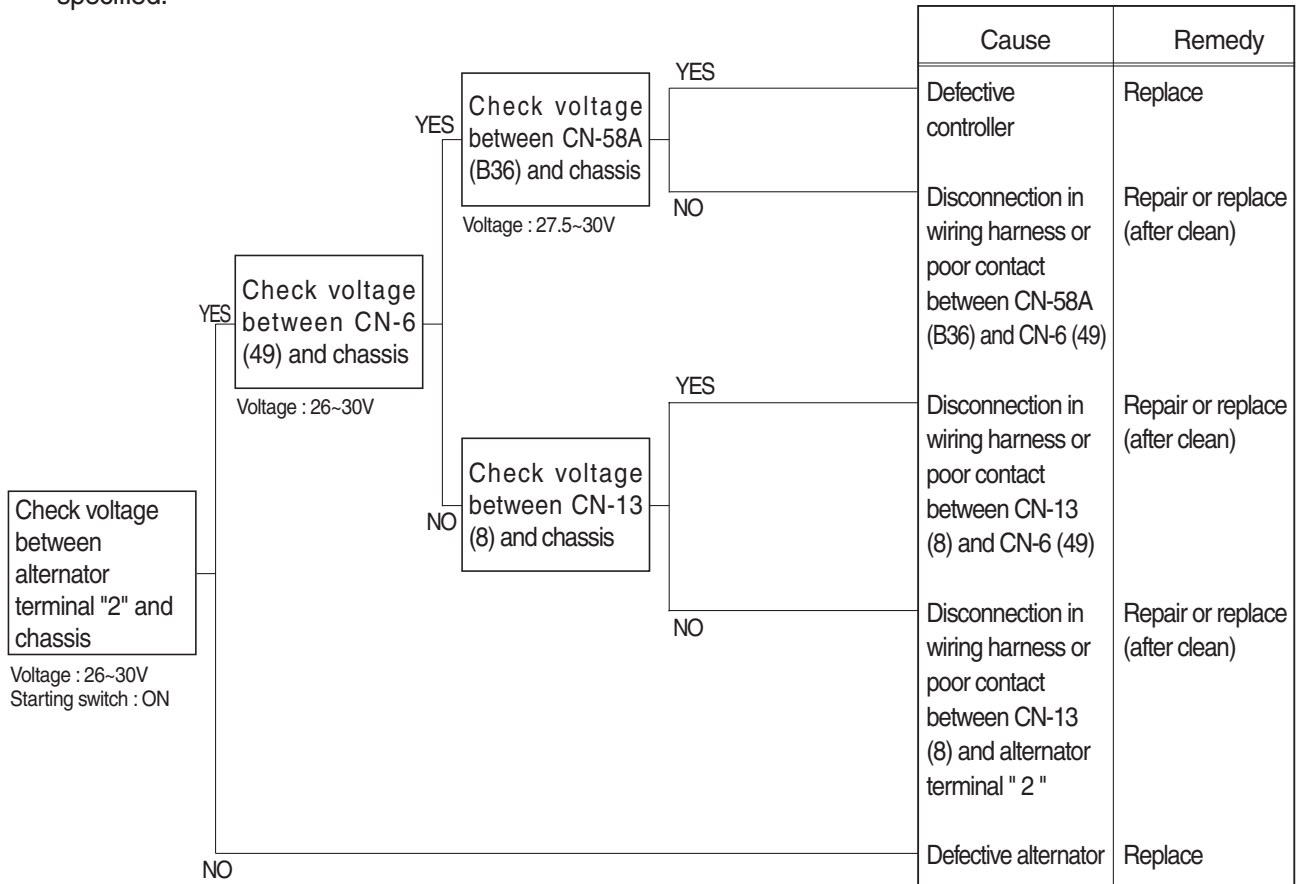 specified.
Cause
Remedy
YES
Check voltage
between CN-58A
(B36) and chassis
YES
Voltage : 27.5~30V
NO
Defective
controller
Replace
Disconnection in
wiring harness or
poor contact
between CN-58A
(B36) and CN-6 (49)
Repair or replace
(after clean)
YES
Check voltage
between CN-6
(49) and chassis
Voltage : 26~30V
YES
Check voltage
between CN-13
(8) and chassis
NO
NO
Disconnection in
wiring harness or
poor contact
between CN-13
(8) and CN-6 (49)
Repair or replace
(after clean)
Check voltage
between
alternator
terminal "2" and
chassis
Voltage : 26~30V
Starting switch : ON
Disconnection in
wiring harness or
poor contact
between CN-13
(8) and alternator
terminal " 2 "
Repair or replace
(after clean)
NO
Defective alternator
Replace